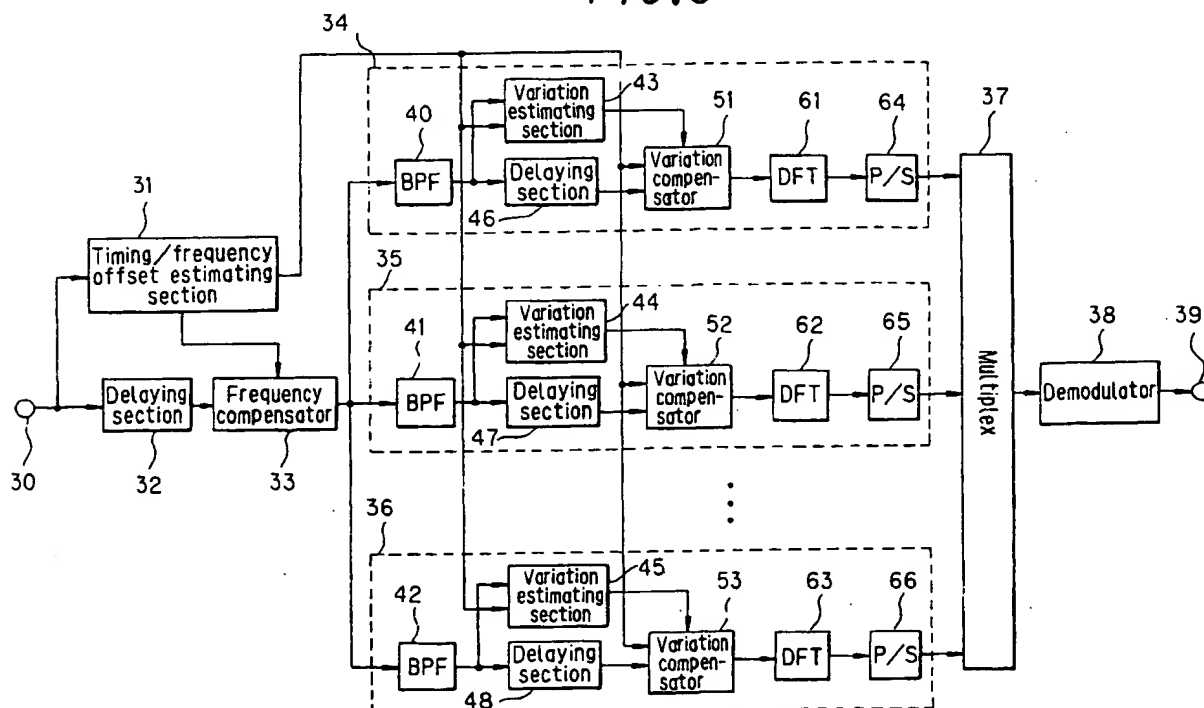 34
43
Variation
estimating
section
40
BPF
Delaying
section
46
51
Variation
compen-
sator
61
DFT
64
P/S
37
Multiplex
31
Timing/frequency
offset estimating
section
35
44
Variation
estimating
section
41
BPF
Delaying
section
47
52
Variation
compen-
sator
62
DFT
65
P/S
38
Demodulator
39
30
Delaying
section
32
Frequency
compensator
33
36
45
Variation
estimating
section
42
BPF
Delaying
section
48
53
Variation
compen-
sator
63
DFT
66
P/S